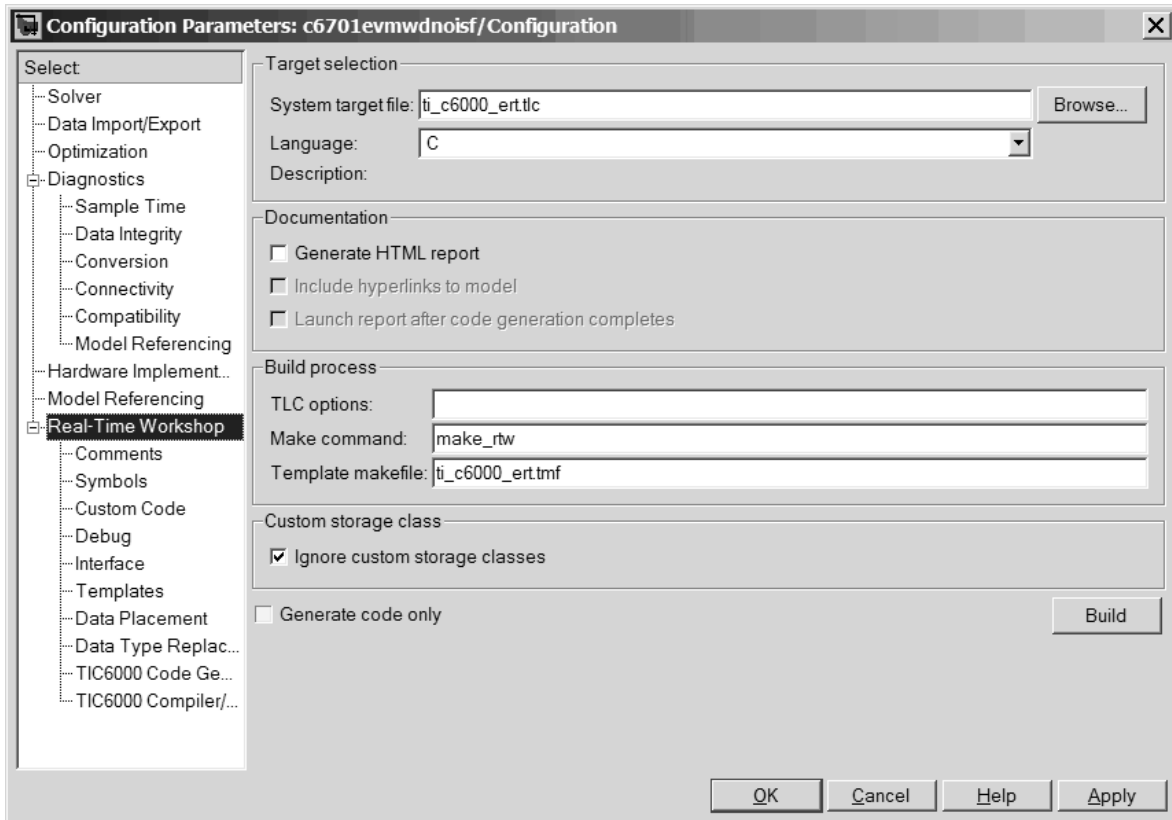 Configuration Parameters: c6701evmwdnoisf/Configuration
Select:
Solver
Data Import/Export
Optimization
Diagnostics
Sample Time
Data Integrity
Conversion
Connectivity
Compatibility
Model Referencing
Hardware Implement...
Model Referencing
Real-Time Workshop
Comments
Symbols
Custom Code
Debug
Interface
Templates
Data Placement
Data Type Replac...
TIC6000 Code Ge...
TIC6000 Compiler/...
Target selection
System target file: ti_c6000_ert.tlc Browse...
Language: C
Description:
Documentation
Generate HTML report
Include hyperlinks to model
Launch report after code generation completes
Build process
TLC options:
Make command: make_rtw
Template makefile: ti_c6000_ert.tmf
Custom storage class
Ignore custom storage classes
Generate code only Build
OK Cancel Help Apply